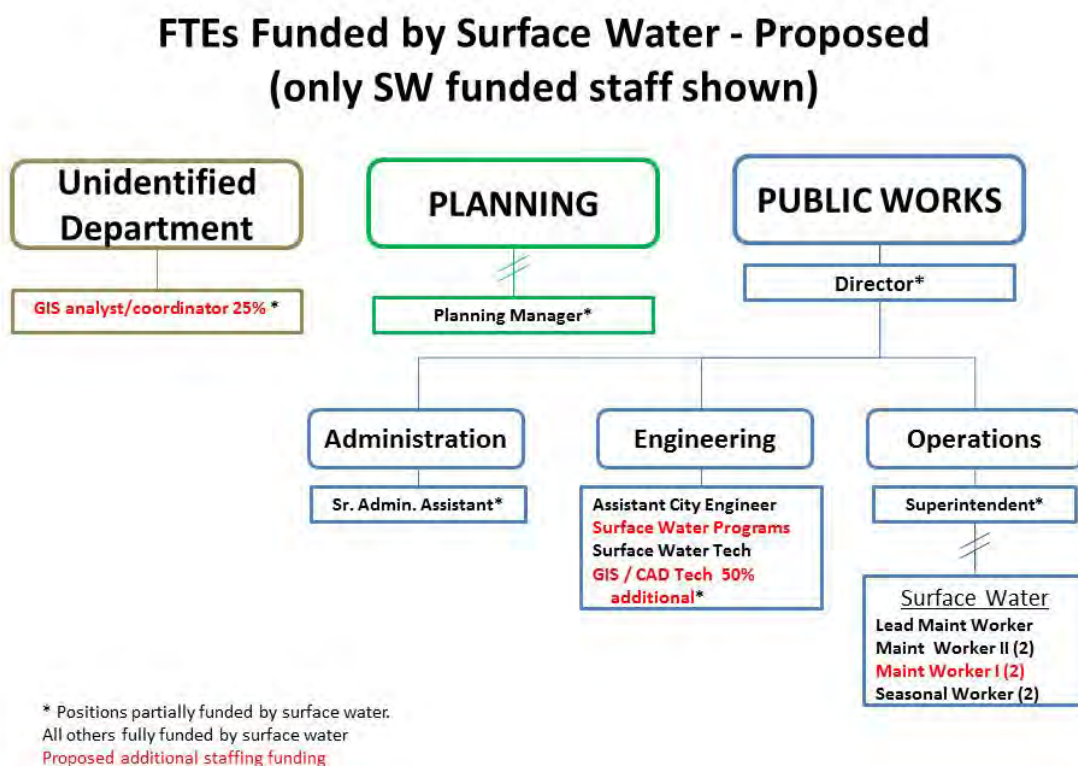 FTEs Funded by Surface Water - Proposed
(only SW funded staff shown)
Unidentified
Department
PLANNING
PUBLIC WORKS
GIS analyst/coordinator 25% *
Planning Manager*
Director*
Administration
Engineering
Operations
Sr. Admin. Assistant*
Assistant City Engineer
Surface Water Programs
Surface Water Tech
GIS / CAD Tech 50%
additional*
Superintendent*
Surface Water
Lead Maint Worker
Maint Worker II (2)
Maint Worker I (2)
Seasonal Worker (2)
* Positions partially funded by surface water.
All others fully funded by surface water
Proposed additional staffing funding